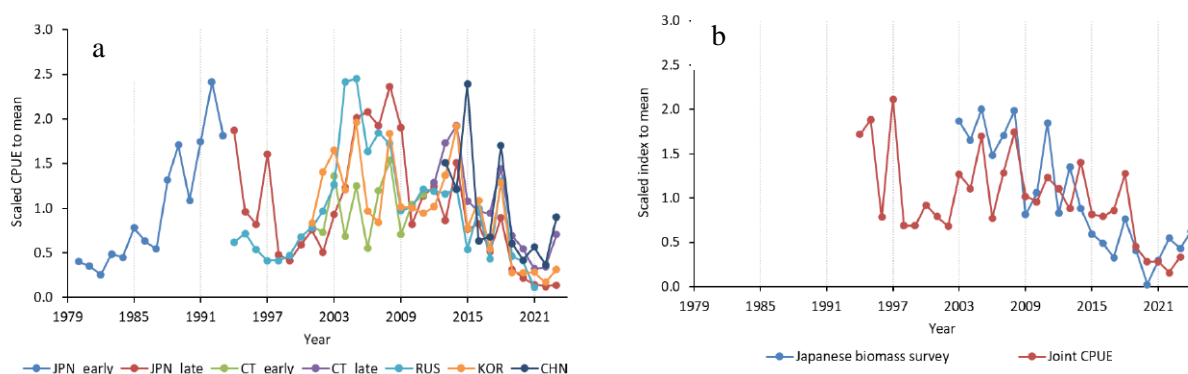 a
Scaled CPUE to mean
3.0
2.5
2.0
1.5
1.0
0.5
0.0
1979 1985 1991 1997 2003 2009 2015 2021
Year
JPN_early JPN_late CT_early CT_late RUS KOR CHN
b
Scaled index to mean
3.0
2.5
2.0
1.5
1.0
0.5
0.0
1979 1985 1991 1997 2003 2009 2015 2021
Year
Japanese biomass survey Joint CPUE